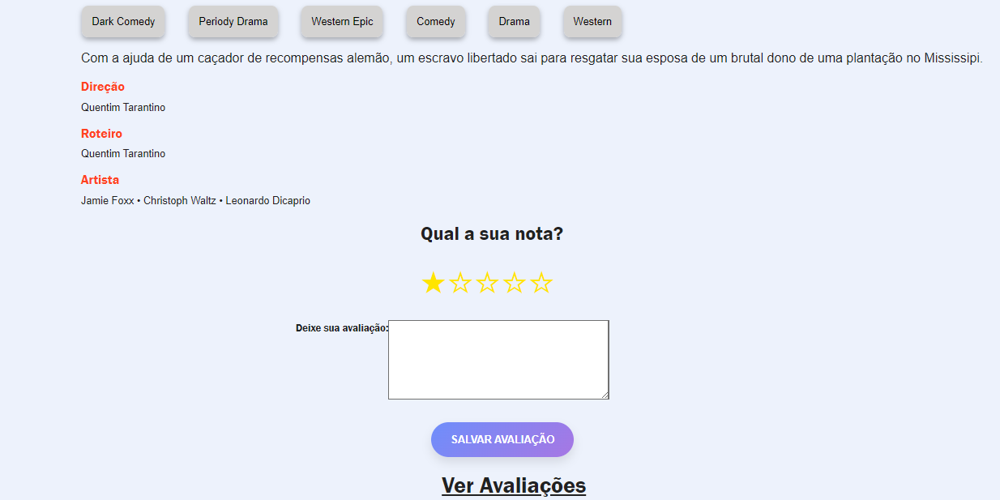 Dark Comedy Periody Drama Western Epic Comedy Drama Western
Com a ajuda de um caçador de recompensas alemão, um escravo libertado sai para resgatar sua esposa de um brutal dono de uma plantação no Mississipi.
Direção
Quentim Tarantino
Roteiro
Quentim Tarantino
Artista
Jamie Foxx • Christoph Waltz • Leonardo Dicaprio
Qual a sua nota?
Deixe sua avaliação:
SALVAR AVALIAÇÃO
Ver Avaliações